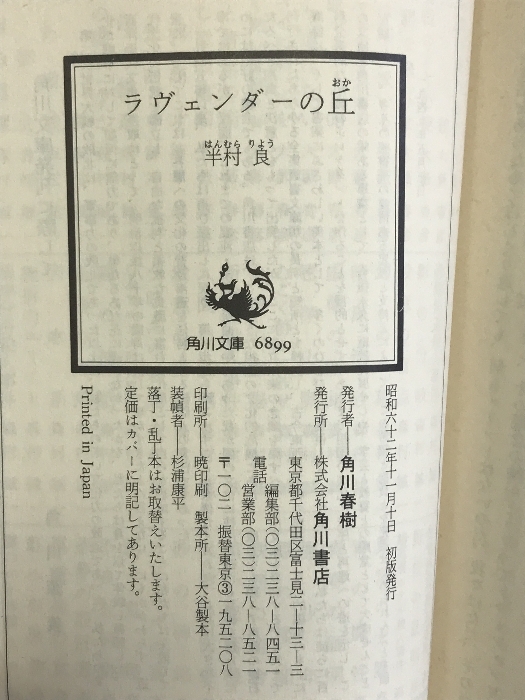 ラヴェンダーの丘
おか
半村 良
はんむら りょう
角川文庫 6899
昭和六十二年十一月十日 初版発行
発行者――角川春樹
発行所――株式会社角川書店
東京都千代田区富士見二―十三―三
電話 編集部(〇三)二三八―八四五一
営業部(〇三)二三八―八五二一
〒一〇二 振替東京③一九五二〇八
印刷所――暁印刷 製本所――大谷製本
装幀者――杉浦康平
落丁・乱丁本はお取替えいたします。
定価はカバーに明記してあります。
Printed in Japan